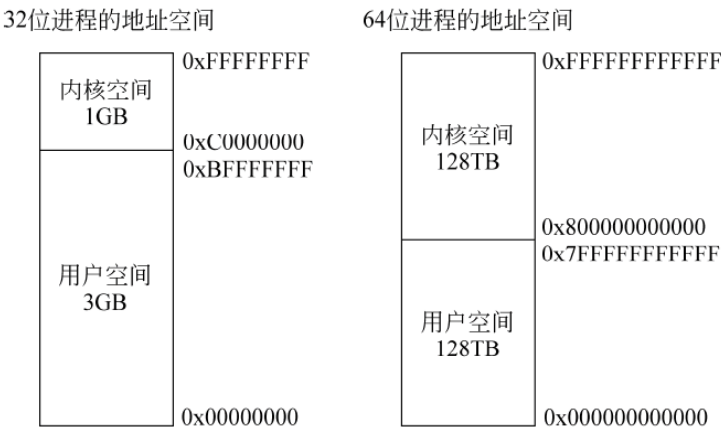 32位进程的地址空间
0xFFFFFFFF
内核空间
1GB
0xC0000000
0xBFFFFFFF
用户空间
3GB
0x00000000
64位进程的地址空间
0xFFFFFFFFFFFF
内核空间
128TB
0x800000000000
0x7FFFFFFFFFFF
用户空间
128TB
0x000000000000